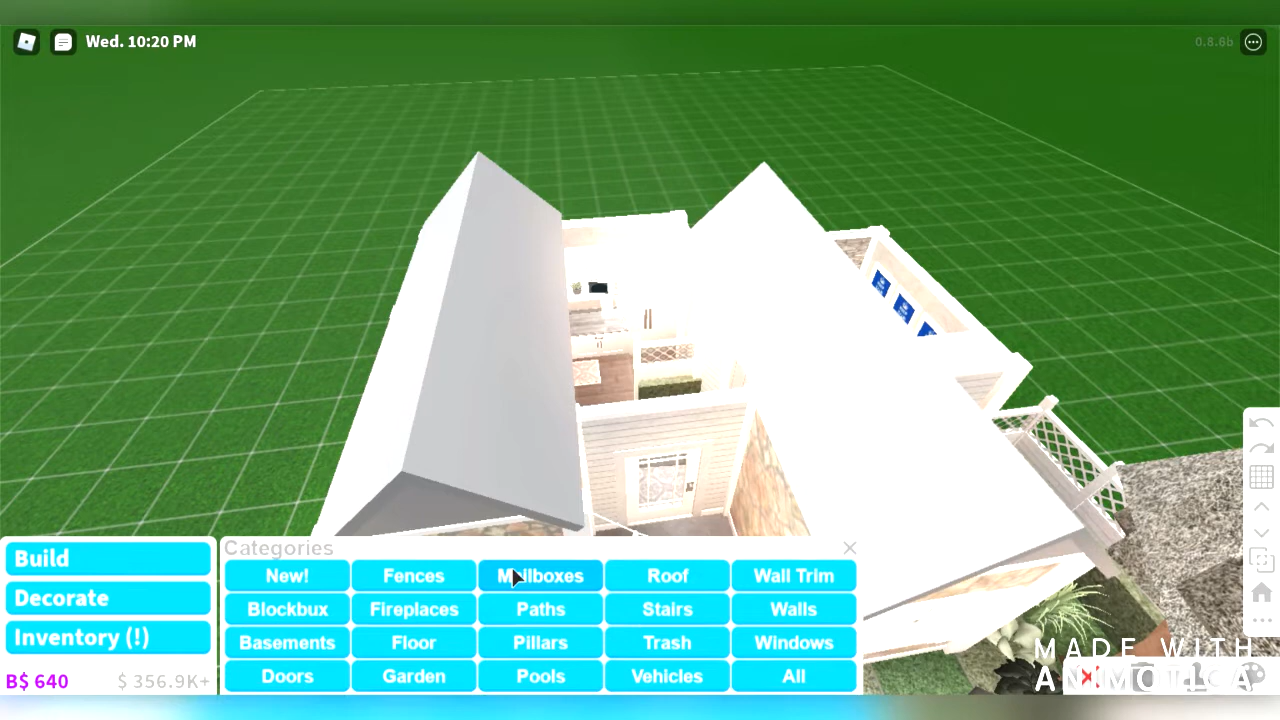 Wed. 10:20 PM
0.8.6b
Build
Decorate
Inventory (!)
B$ 640
$ 356.9K+
Categories
New! Fences Mailboxes Roof Wall Trim
Blockbux Fireplaces Paths Stairs Walls
Basements Floor Pillars Trash Windows
Doors Garden Pools Vehicles All
MADE WITH
ANIMOTICA